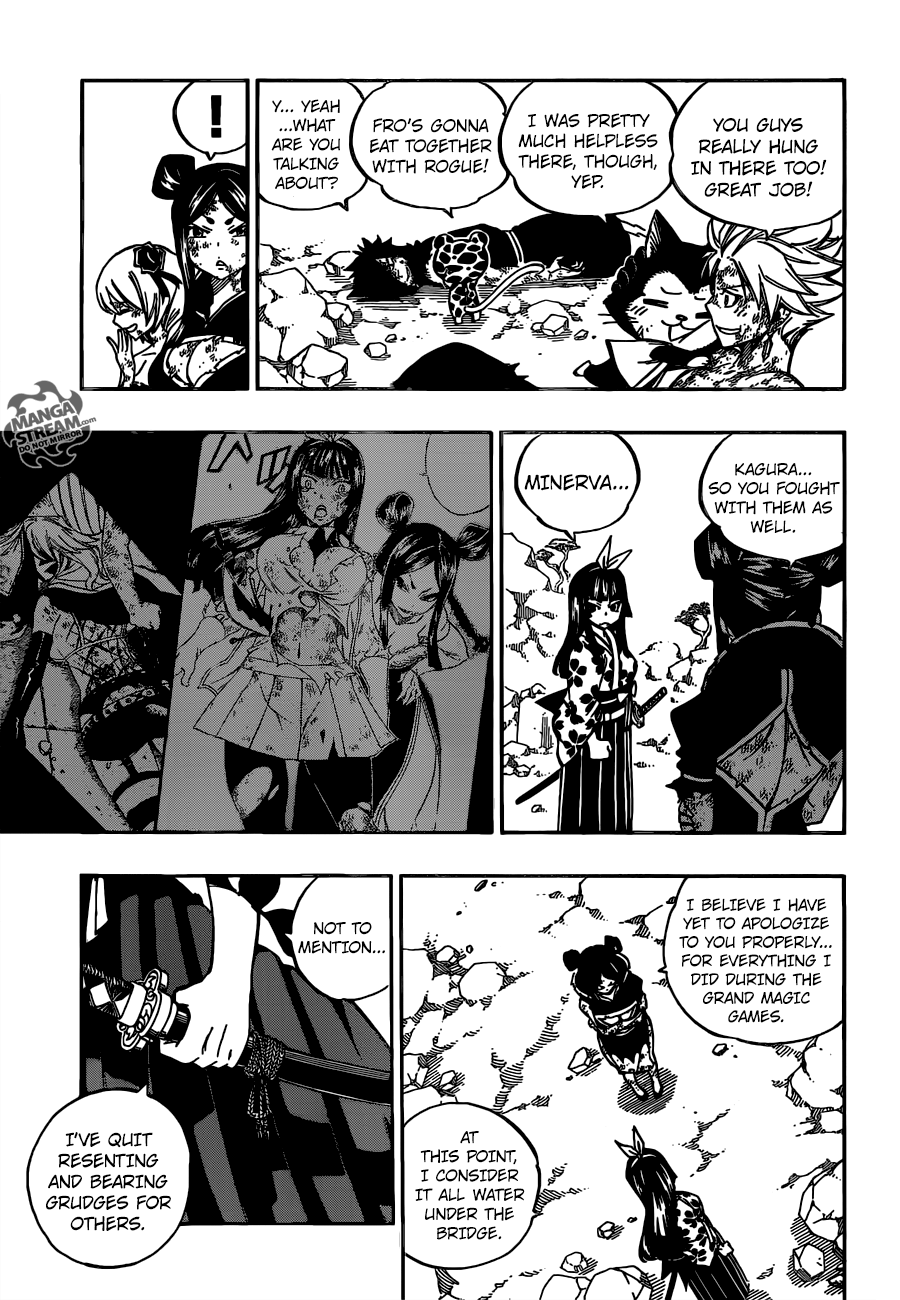 YOU GUYS
REALLY HUNG
IN THERE TOO!
GREAT JOB!
I WAS PRETTY
MUCH HELPLESS
THERE, THOUGH,
YEP.
FRO'S GONNA
EAT TOGETHER
WITH ROGUE!
Y... YEAH
...WHAT
ARE YOU
TALKING
ABOUT?
!
MANGA
STREAM.com
DO NOT MIRROR
KAGURA...
SO YOU FOUGHT
WITH THEM AS
WELL.
MINERVA...
バッ
I BELIEVE I HAVE
YET TO APOLOGIZE
TO YOU PROPERLY...
FOR EVERYTHING I
DID DURING THE
GRAND MAGIC
GAMES.
AT
THIS POINT,
I CONSIDER
IT ALL WATER
UNDER THE
BRIDGE.
NOT TO
MENTION...
I'VE QUIT
RESENTING
AND BEARING
GRUDGES FOR
OTHERS.